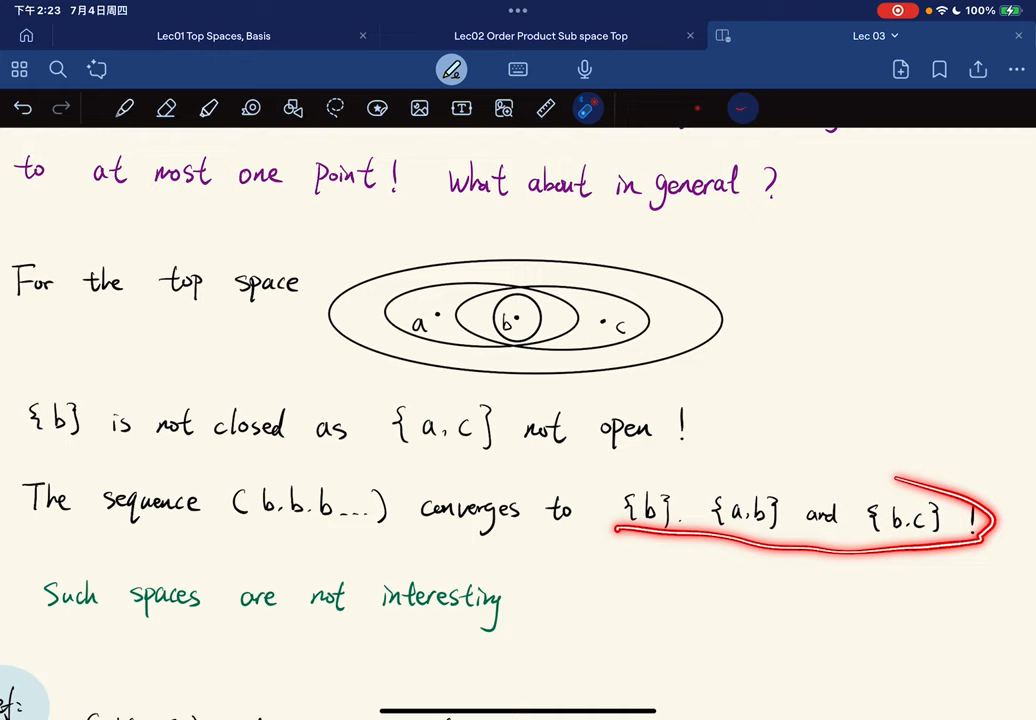 下午2:23 7月4日周四
100%
Lec01 Top Spaces, Basis
Lec02 Order Product Sub space Top
Lec 03
to at most one point! What about in general ?
For the top space
a b c
{b} is not closed as {a,c} not open !
The sequence (b.b.b...) converges to {b}. {a,b} and {b.c} !
Such spaces are not interesting